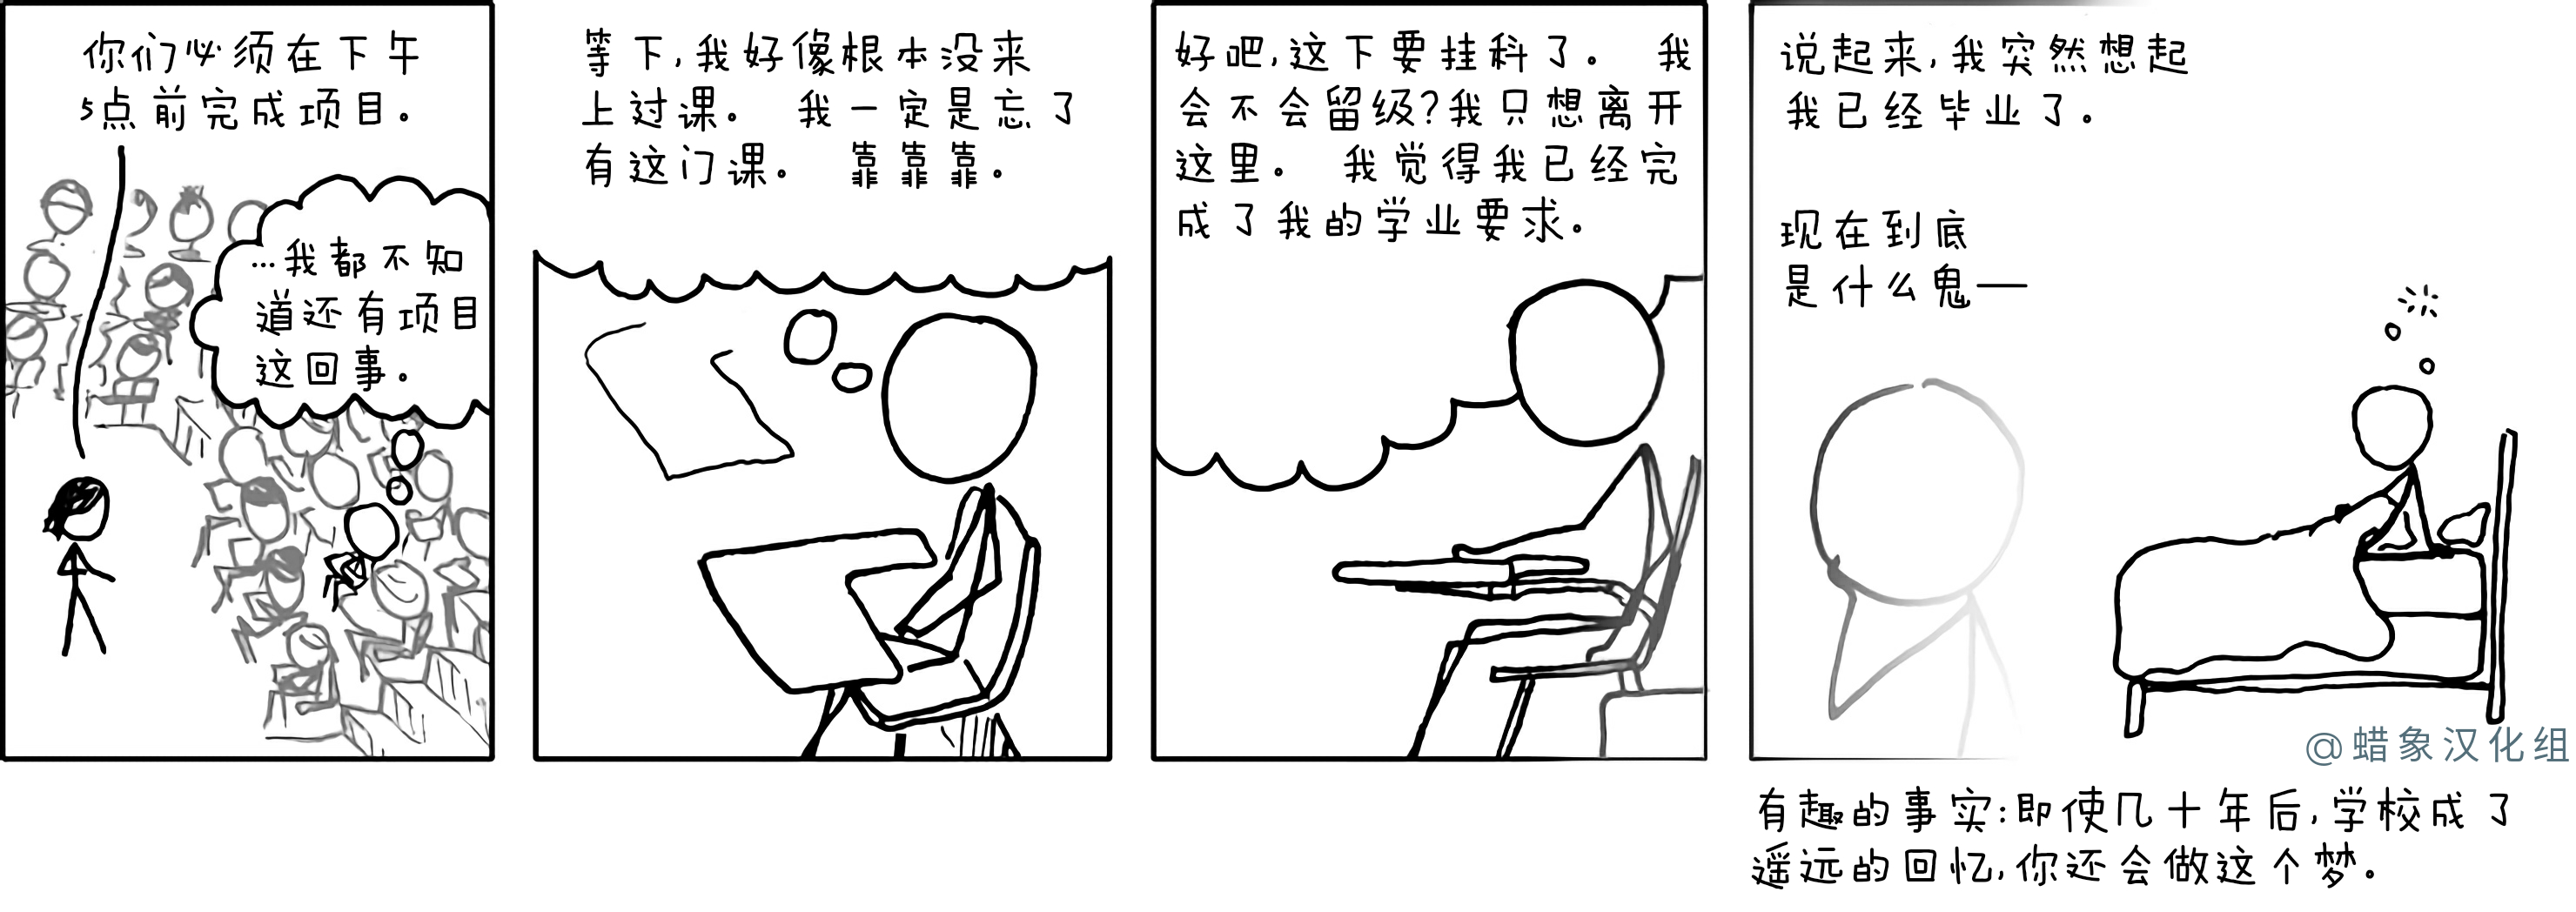 你们必须在下午
5点前完成项目。
…我都不知
道还有项目
这回事。
等下,我好像根本没来
上过课。 我一定是忘了
有这门课。 靠靠靠。
好吧,这下要挂科了。 我
会不会留级?我只想离开
这里。 我觉得我已经完
成了我的学业要求。
说起来,我突然想起
我已经毕业了。
现在到底
是什么鬼——
@蜡象汉化组
有趣的事实:即使几十年后,学校成了
遥远的回忆,你还会做这个梦。